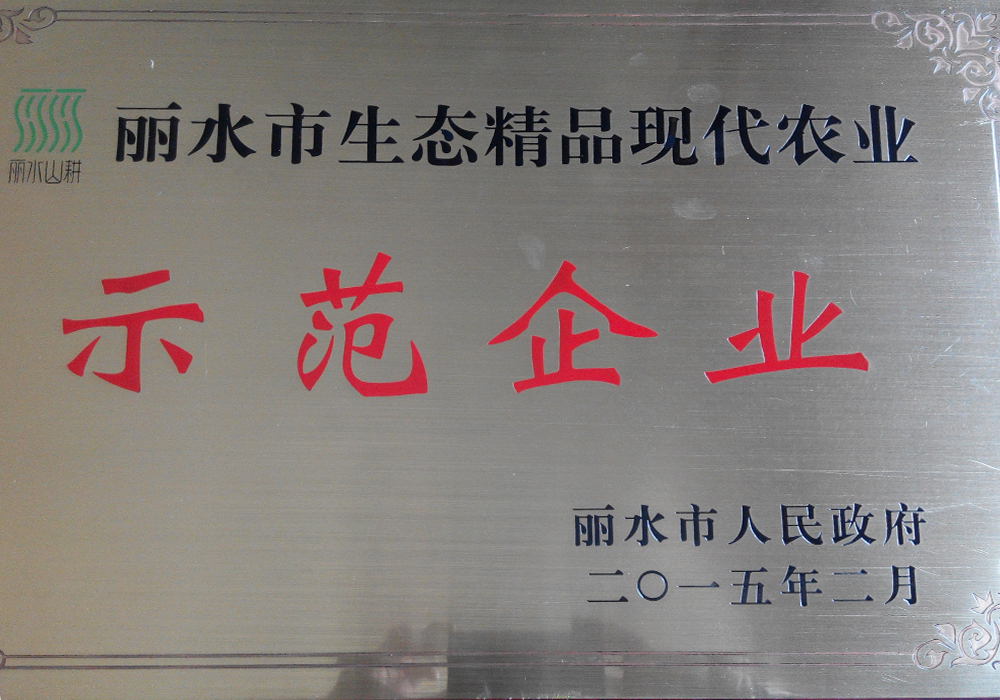 丽水市生态精品现代农业
丽水山耕
示范企业
丽水市人民政府
二〇一五年二月